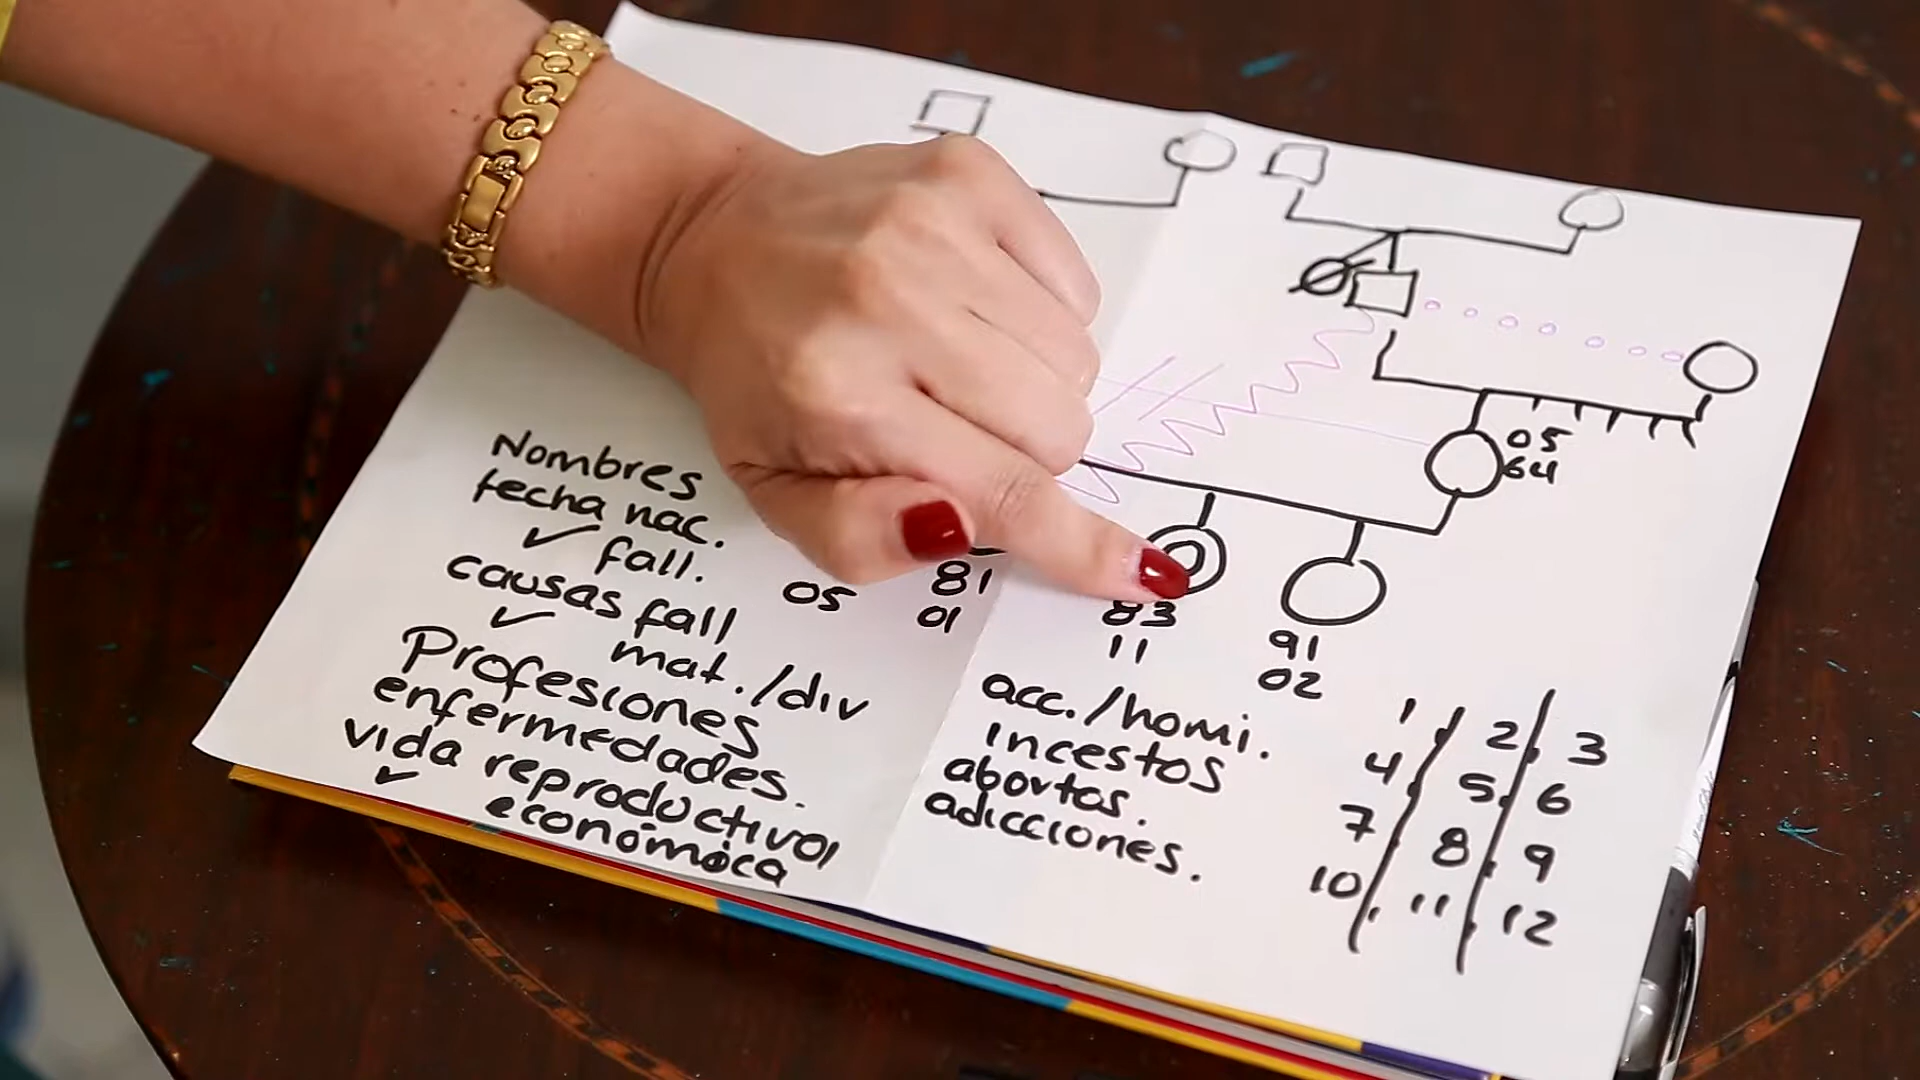 05
64
Nombres
fecha nac.
✓ fall.
causas fall
✓ mat./div
Profesiones
enfermedades.
vida reproductiva
✓ económica
05
81
01
83
11
91
02
acc./homi.
incestos
abortos.
adicciones.
1 2 3
4 5 6
7 8 9
10 11 12